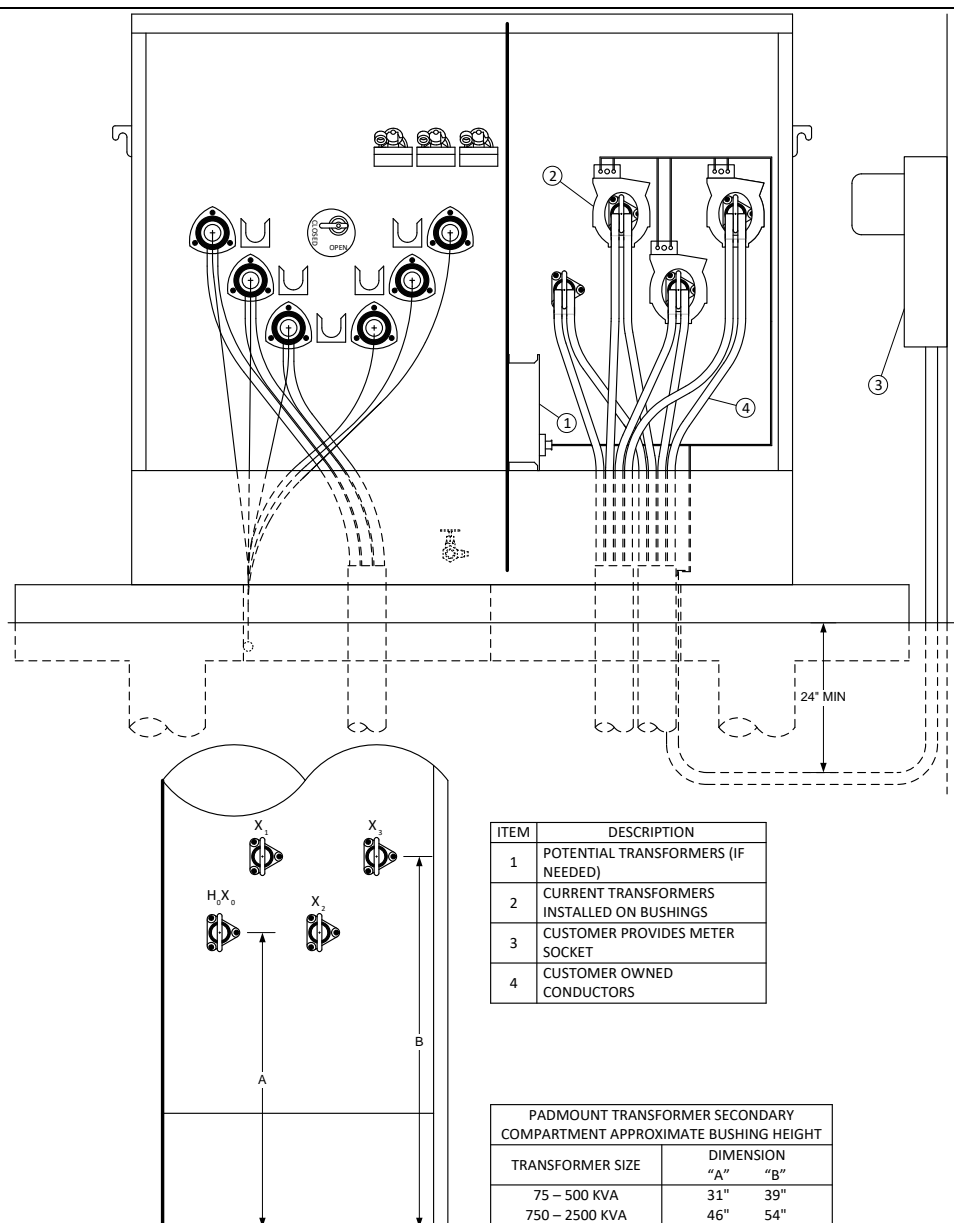 CLOSED
OPEN
2
3
1
4
24" MIN
X₁ X₃
H₀X₀ X₂
B
A
ITEM DESCRIPTION
1 POTENTIAL TRANSFORMERS (IF
NEEDED)
2 CURRENT TRANSFORMERS
INSTALLED ON BUSHINGS
3 CUSTOMER PROVIDES METER
SOCKET
4 CUSTOMER OWNED
CONDUCTORS
PADMOUNT TRANSFORMER SECONDARY
COMPARTMENT APPROXIMATE BUSHING HEIGHT
TRANSFORMER SIZE DIMENSION
“A” “B”
75 – 500 KVA 31" 39"
750 – 2500 KVA 46" 54"